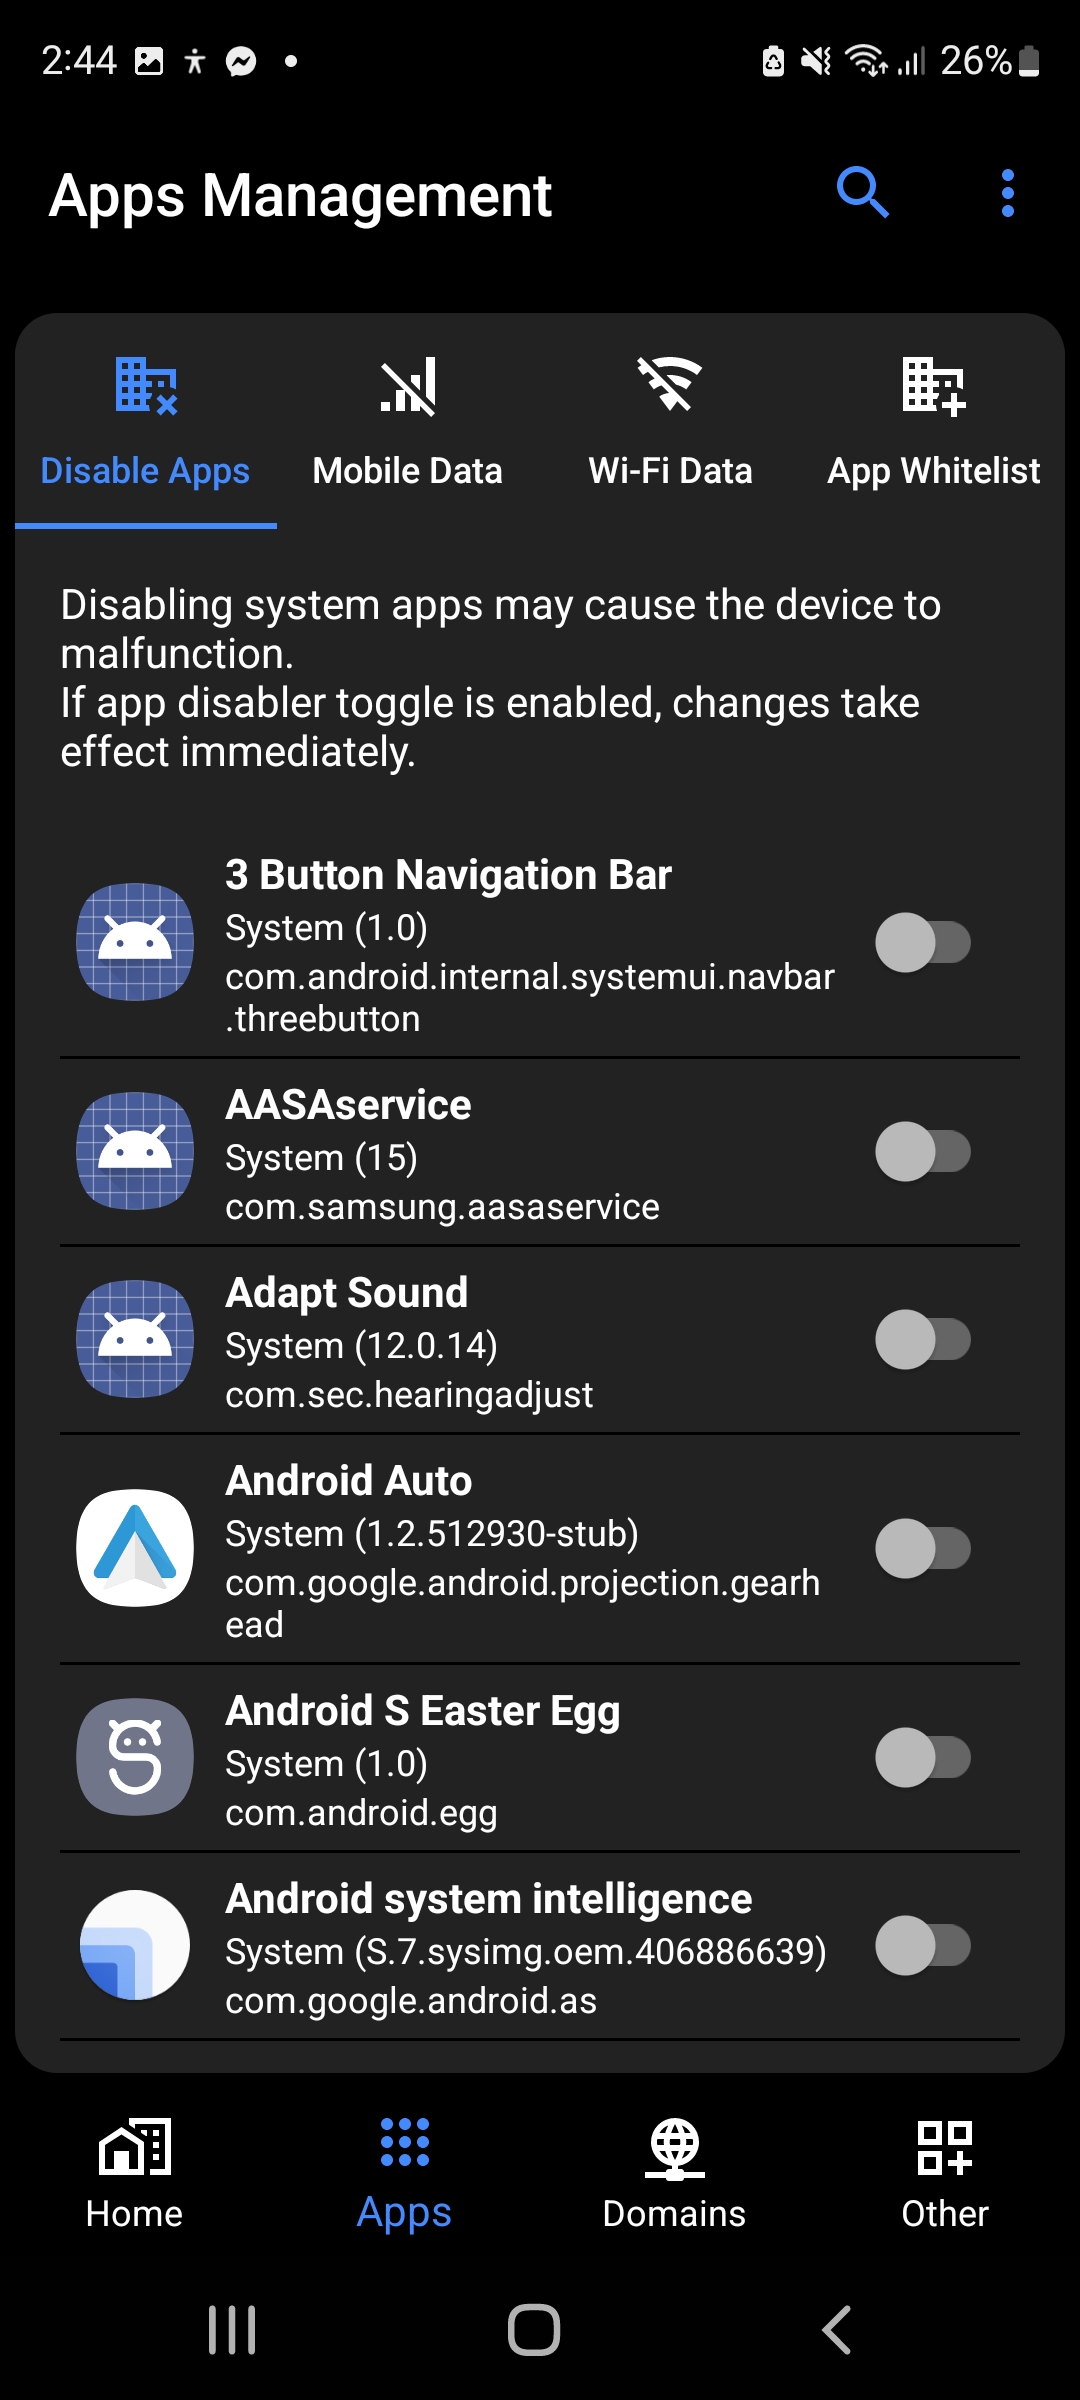 2:44
26%
Apps Management
Disable Apps
Mobile Data
Wi-Fi Data
App Whitelist
Disabling system apps may cause the device to
malfunction.
If app disabler toggle is enabled, changes take
effect immediately.
3 Button Navigation Bar
System (1.0)
com.android.internal.systemui.navbar
.threebutton
AASAservice
System (15)
com.samsung.aasaservice
Adapt Sound
System (12.0.14)
com.sec.hearingadjust
Android Auto
System (1.2.512930-stub)
com.google.android.projection.gearh
ead
Android S Easter Egg
System (1.0)
com.android.egg
Android system intelligence
System (S.7.sysimg.oem.406886639)
com.google.android.as
Home
Apps
Domains
Other